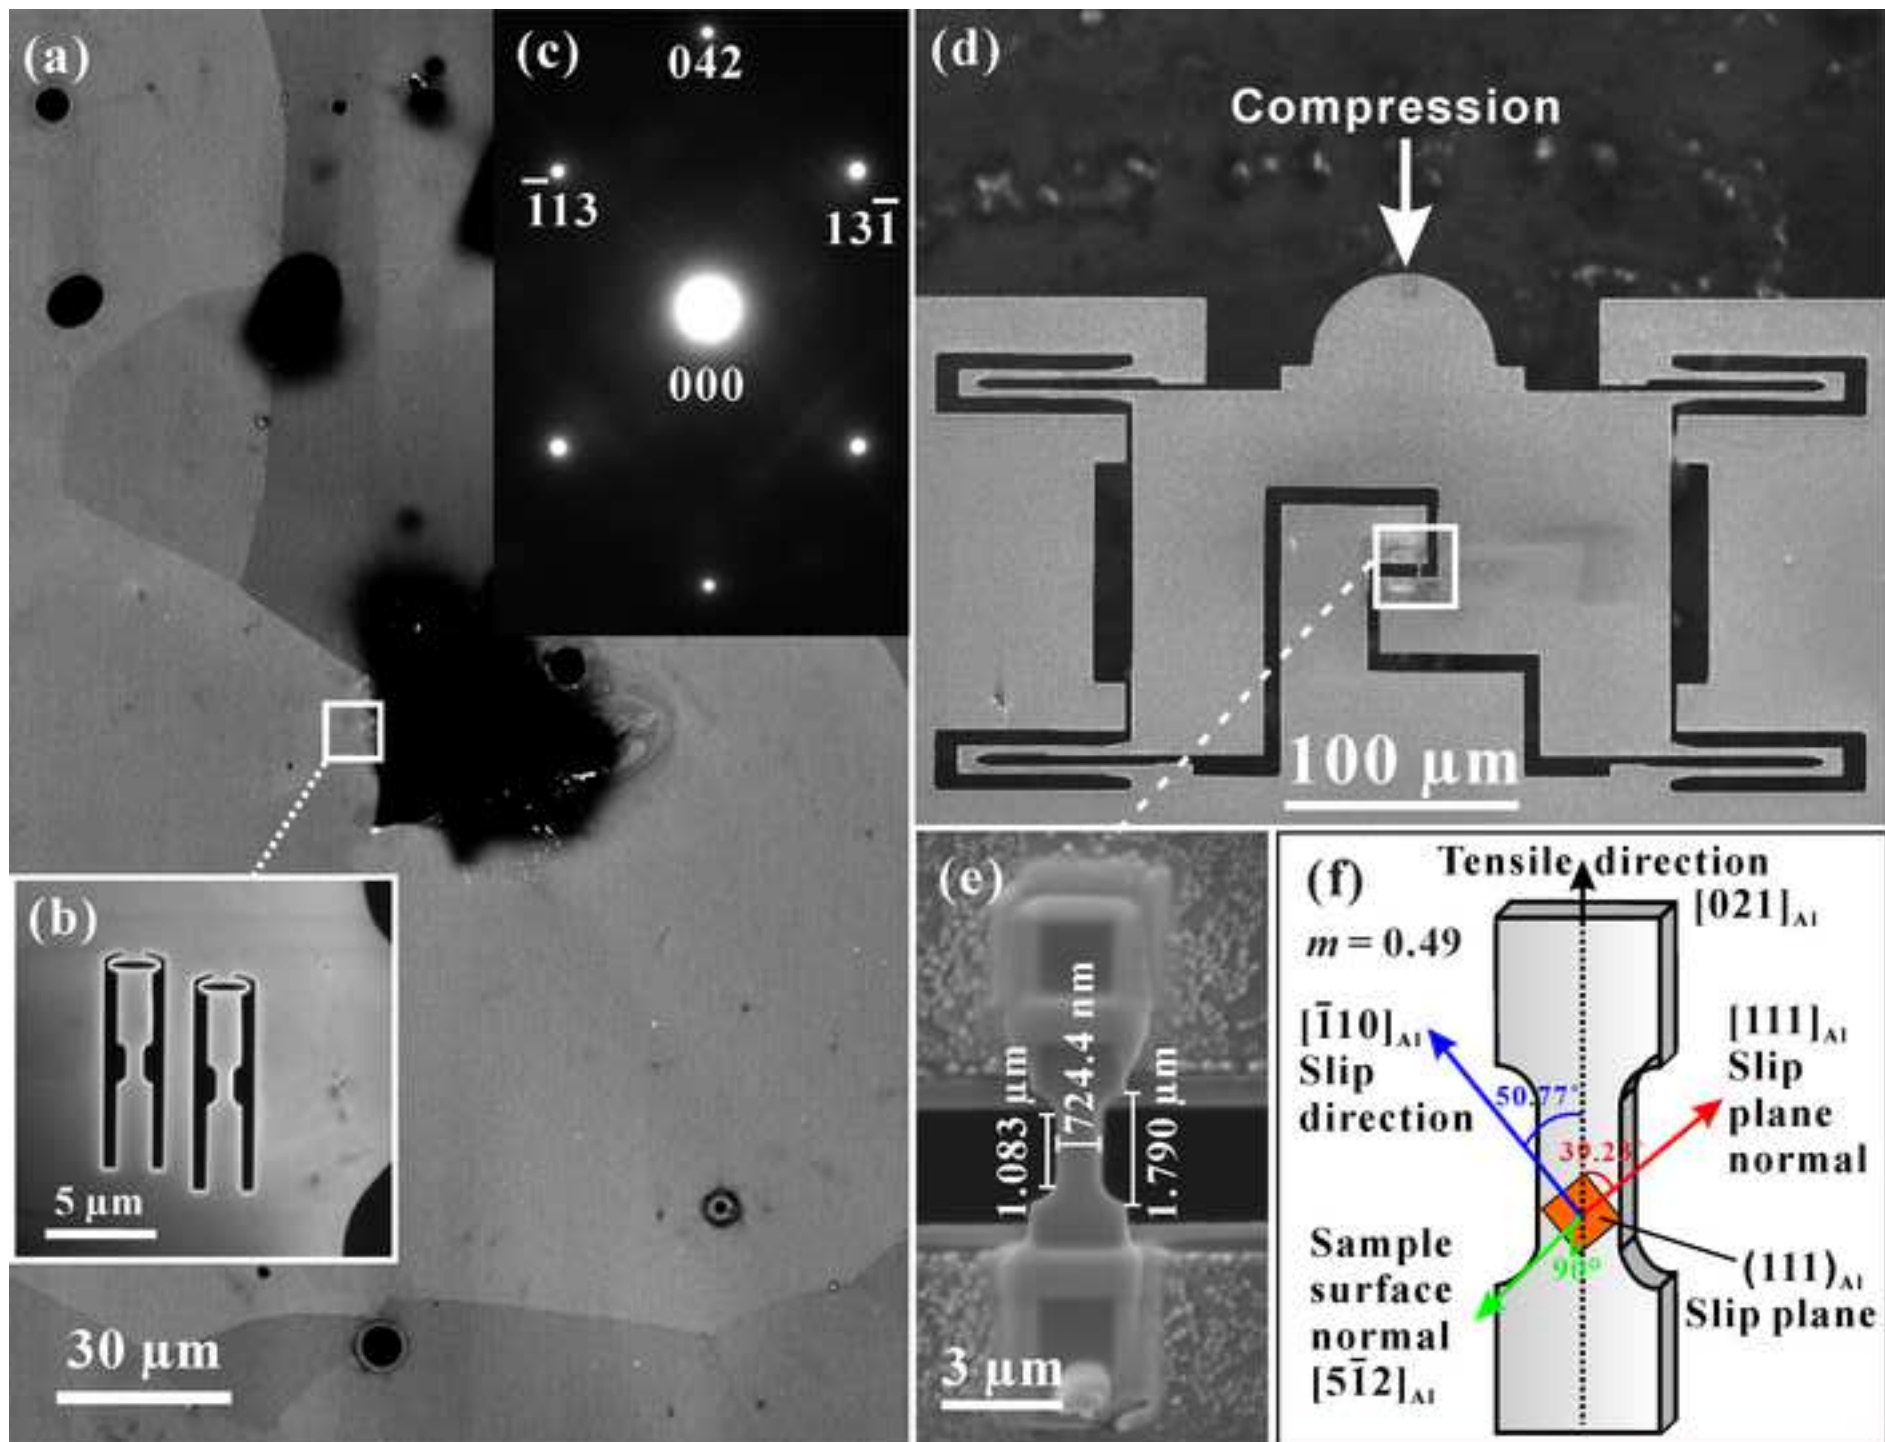 (a)
(b)
5 μm
30 μm
(c)
042
1̅13
131̅
000
(d)
Compression
100 μm
(e)
1.083 μm
724.4 nm
1.790 μm
3 μm
(f)
Tensile direction
[021]Al
m = 0.49
[1̅10]Al
Slip
direction
50.77°
[111]Al
Slip
plane
normal
90°
Sample
surface
normal
[51̅2]Al
(111)Al
Slip plane